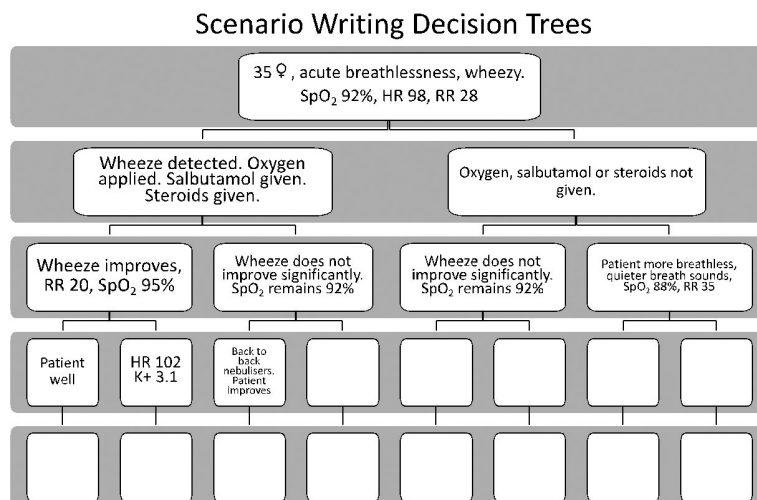 Scenario Writing Decision Trees
35 ♀ , acute breathlessness, wheezy.
SpO₂ 92%, HR 98, RR 28
Wheeze detected. Oxygen
applied. Salbutamol given.
Steroids given.
Oxygen, salbutamol or steroids not
given.
Wheeze improves,
RR 20, SpO₂ 95%
Wheeze does not
improve significantly.
SpO₂ remains 92%
Wheeze does not
improve significantly.
SpO₂ remains 92%
Patient more breathless,
quieter breath sounds,
SpO₂ 88%, RR 35
Patient
well
HR 102
K+ 3.1
Back to
back
nebulisers.
Patient
improves